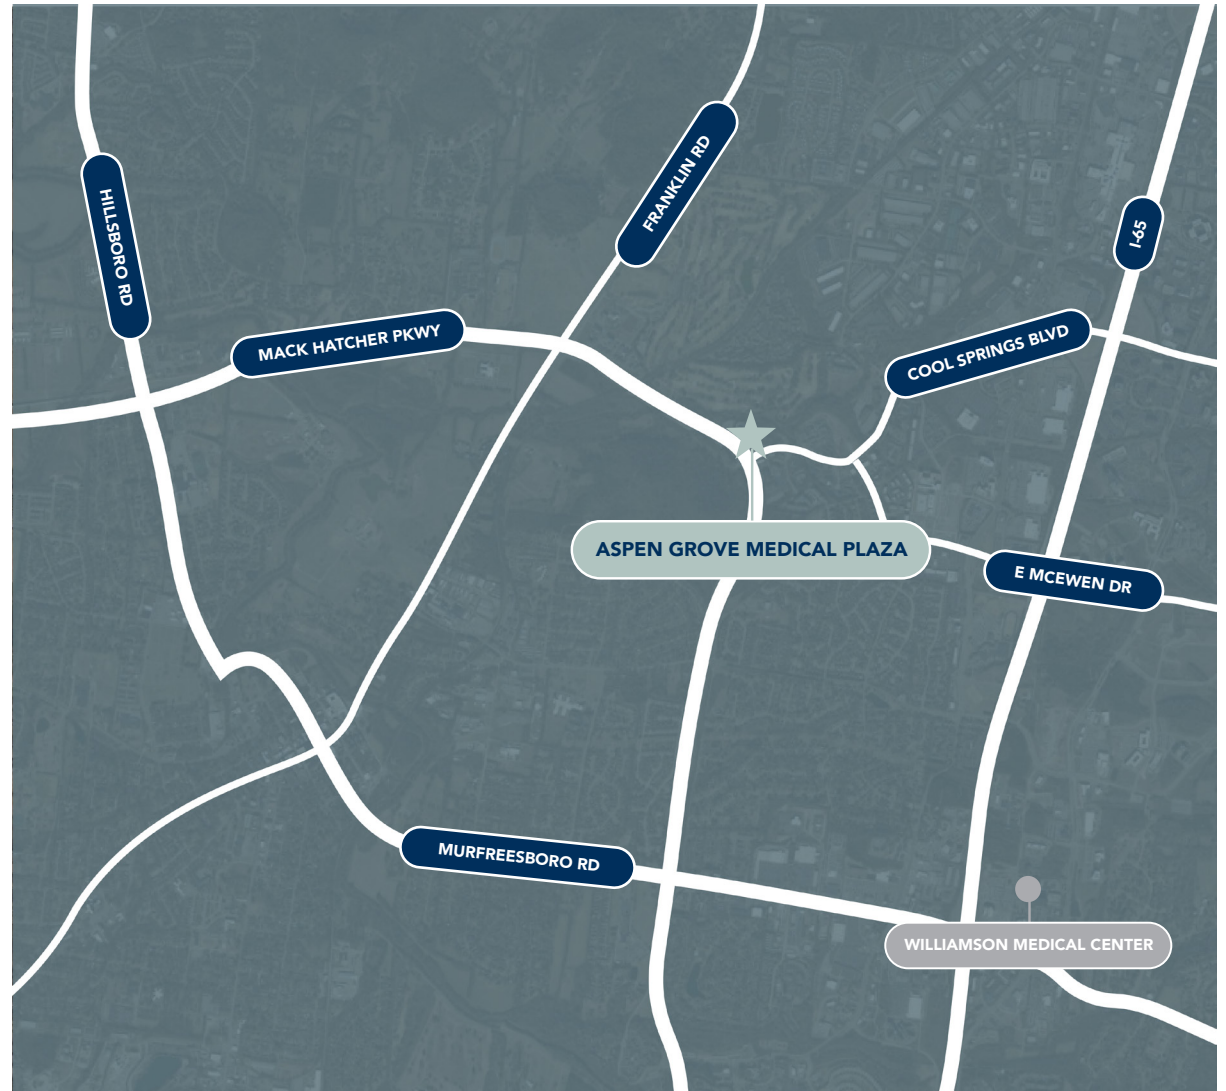 FRANKLIN RD
HILLSBORO RD
I-65
MACK HATCHER PKWY
COOL SPRINGS BLVD
ASPEN GROVE MEDICAL PLAZA
E MCEWEN DR
MURFREESBORO RD
WILLIAMSON MEDICAL CENTER